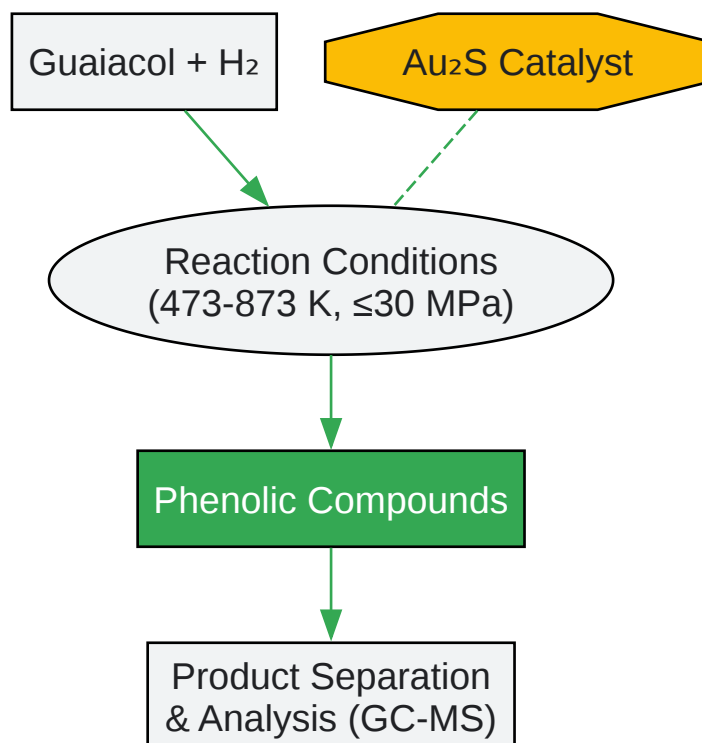 Guaiacol + H₂
Au₂S Catalyst
Reaction Conditions
(473-873 K, ≤30 MPa)
Phenolic Compounds
Product Separation
& Analysis (GC-MS)